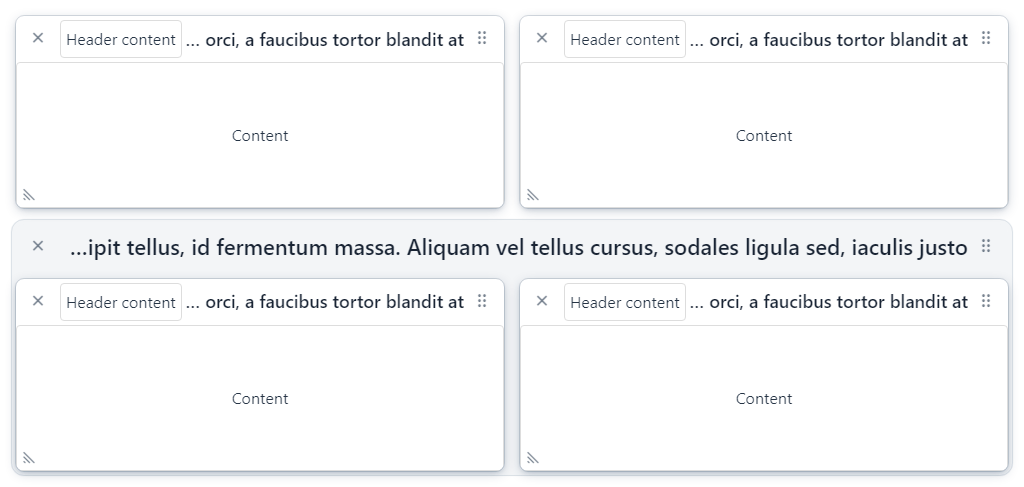 Header content ... orci, a faucibus tortor blandit at
Content
Header content ... orci, a faucibus tortor blandit at
Content
...ipit tellus, id fermentum massa. Aliquam vel tellus cursus, sodales ligula sed, iaculis justo
Header content ... orci, a faucibus tortor blandit at
Content
Header content ... orci, a faucibus tortor blandit at
Content